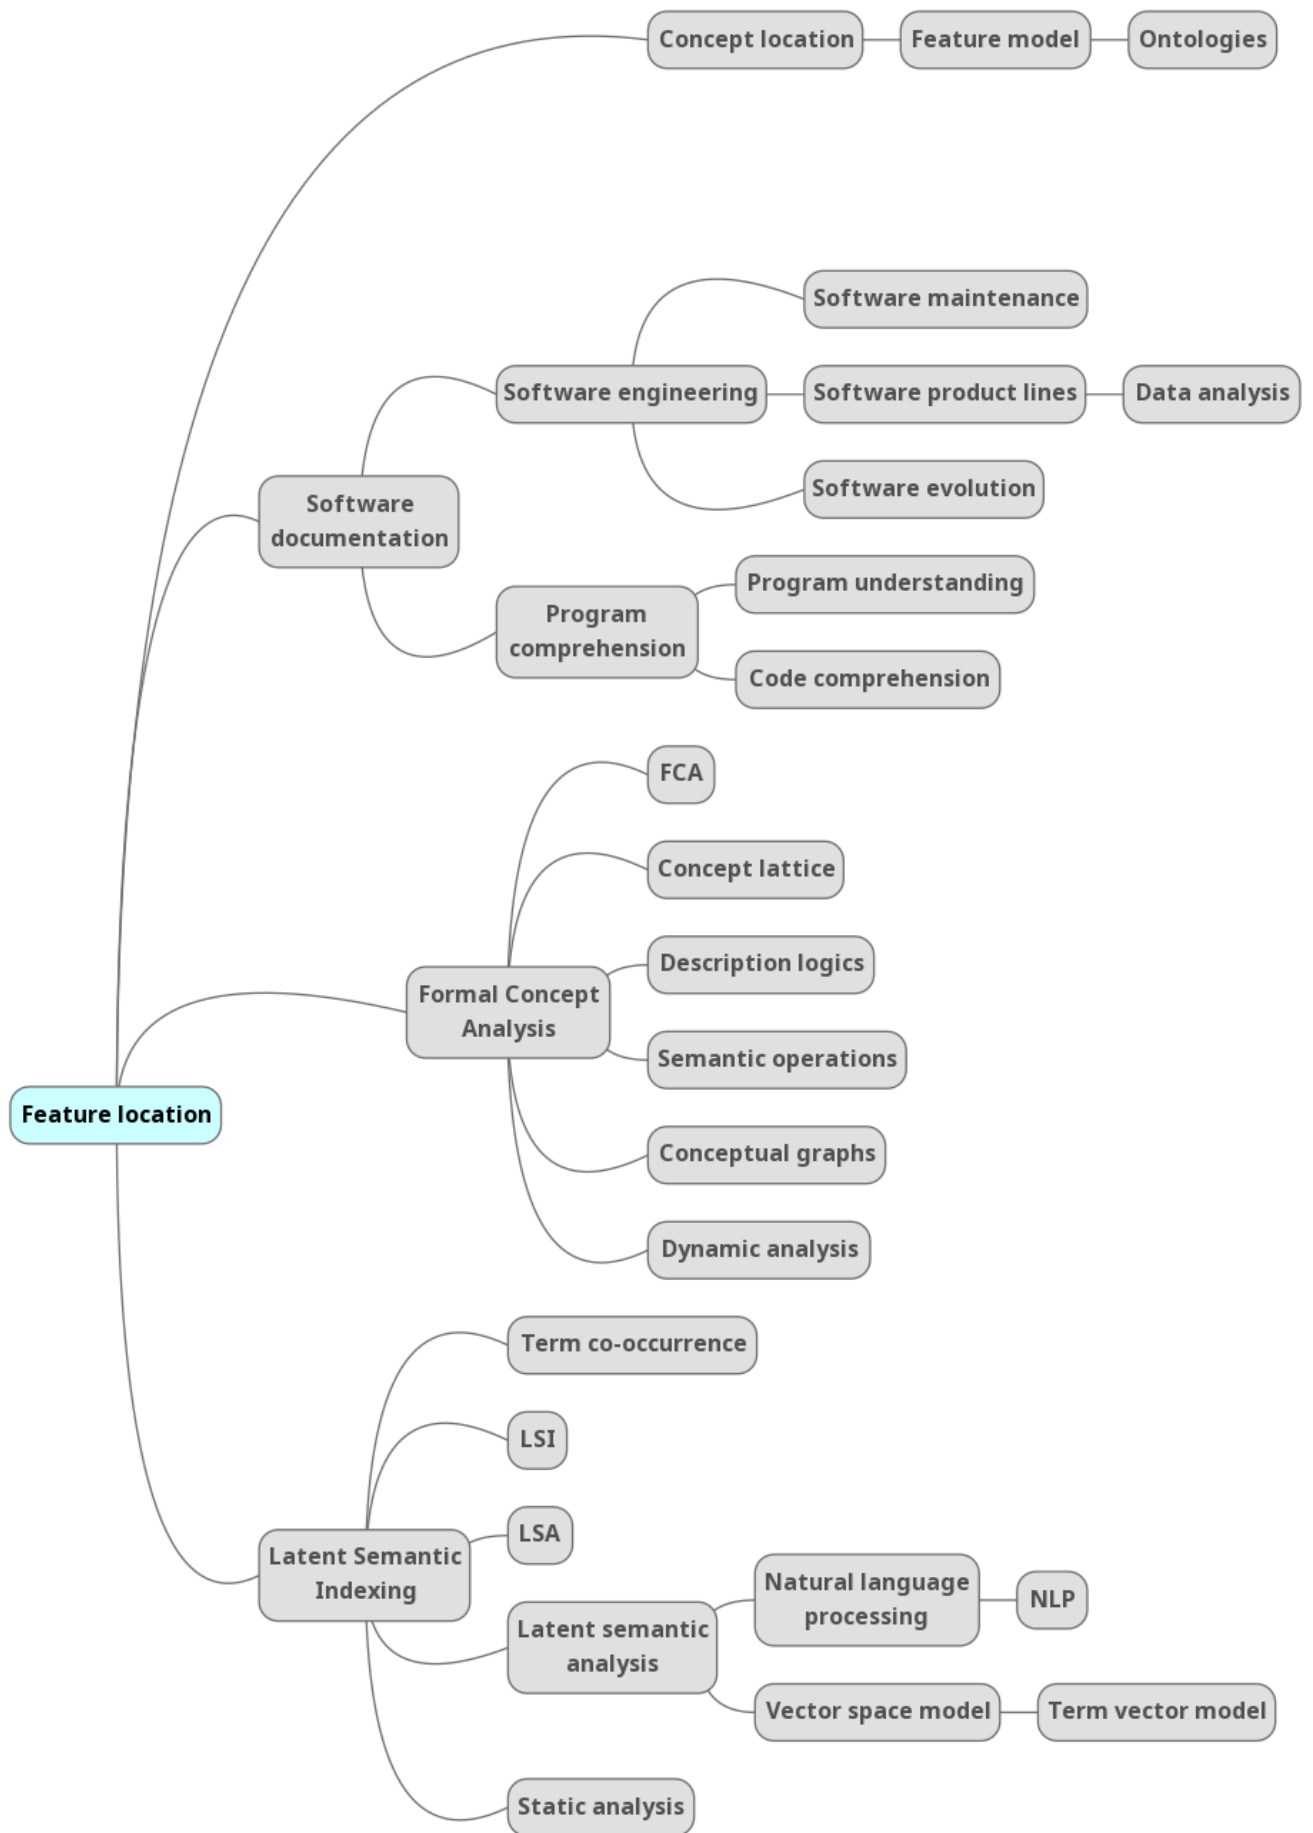 Concept location
Feature model
Ontologies
Software maintenance
Software engineering
Software product lines
Data analysis
Software evolution
Software
documentation
Program understanding
Program
comprehension
Code comprehension
FCA
Concept lattice
Description logics
Formal Concept
Analysis
Semantic operations
Conceptual graphs
Feature location
Dynamic analysis
Term co-occurrence
LSI
LSA
Latent Semantic
Indexing
Natural language
processing
NLP
Latent semantic
analysis
Vector space model
Term vector model
Static analysis